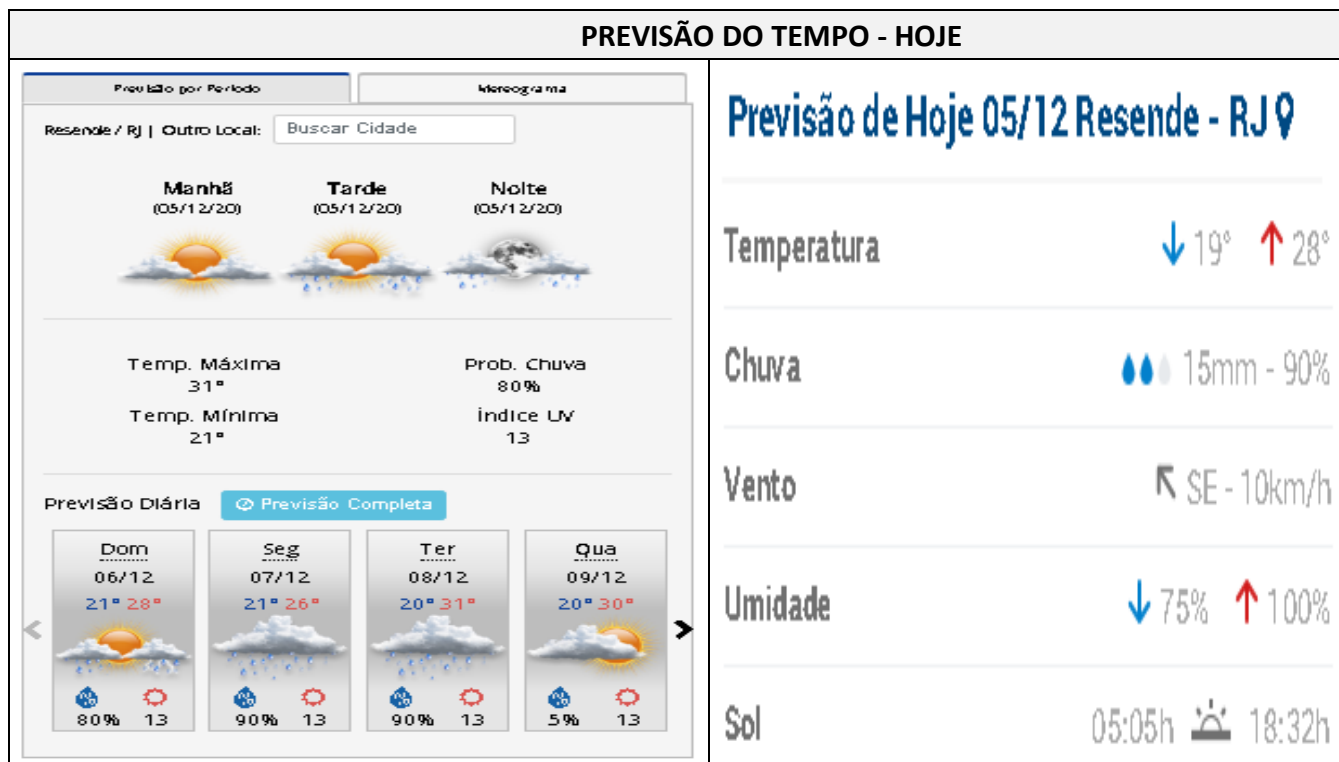 PREVISÃO DO TEMPO - HOJE
Previsão por Período
Meteograma
Resende / RJ | Outro Local: Buscar Cidade
Manhã Tarde Noite
(05/12/20) (05/12/20) (05/12/20)
Temp. Máxima Prob. Chuva
31° 80%
Temp. Mínima Índice UV
21° 13
Previsão Diária Previsão Completa
Dom Seg Ter Qua
06/12 07/12 08/12 09/12
21° 28° 21° 26° 20° 31° 20° 30°
80% 13 90% 13 90% 13 5% 13
Previsão de Hoje 05/12 Resende - RJ
Temperatura 19° 28°
Chuva 15mm - 90%
Vento SE - 10km/h
Umidade 75% 100%
Sol 05:05h 18:32h